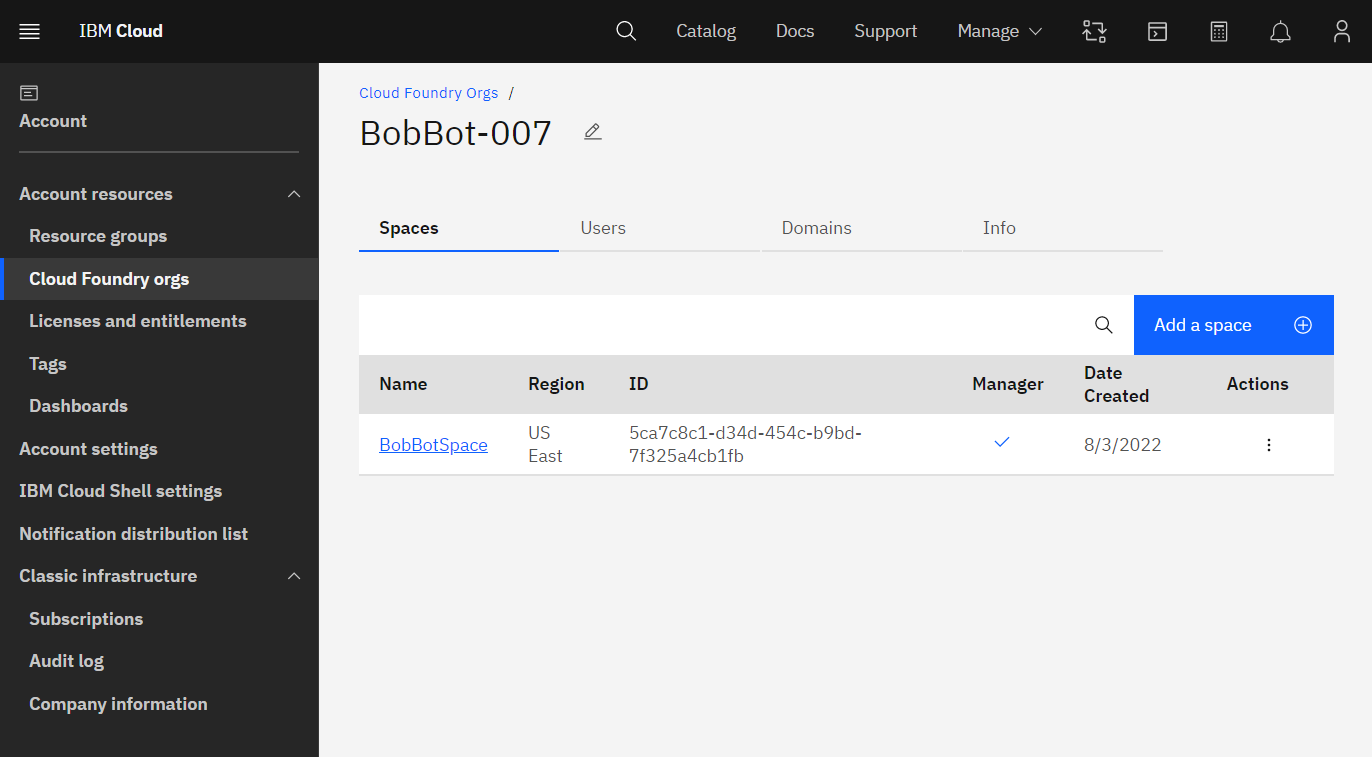 IBM Cloud
Catalog
Docs
Support
Manage
Account
Account resources
Resource groups
Cloud Foundry orgs
Licenses and entitlements
Tags
Dashboards
Account settings
IBM Cloud Shell settings
Notification distribution list
Classic infrastructure
Subscriptions
Audit log
Company information
Cloud Foundry Orgs /
BobBot-007
Spaces
Users
Domains
Info
Add a space
Name
Region
ID
Manager
Date
Created
Actions
BobBotSpace
US
East
5ca7c8c1-d34d-454c-b9bd-
7f325a4cb1fb
8/3/2022